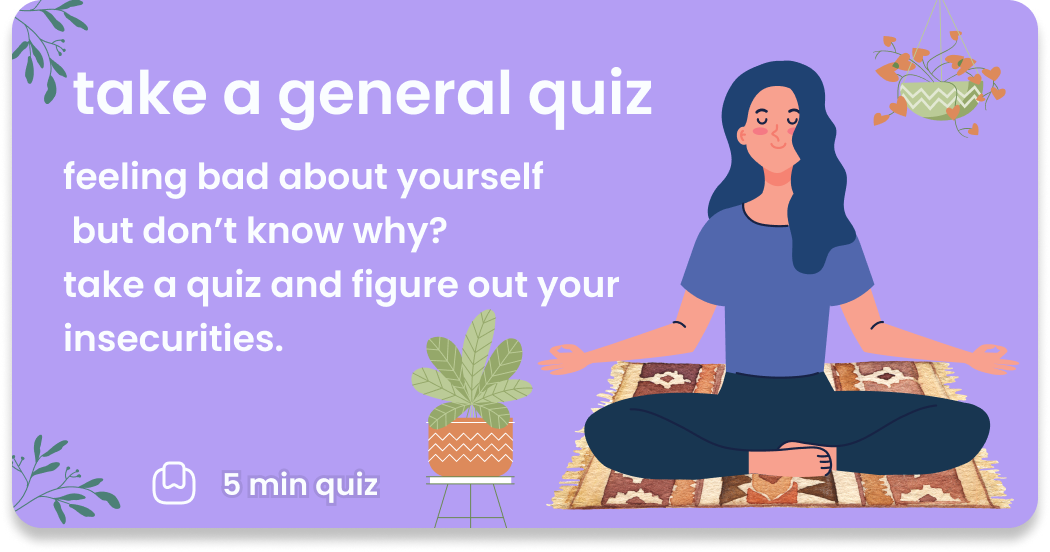 take a general quiz
feeling bad about yourself
but don’t know why?
take a quiz and figure out your
insecurities.
5 min quiz